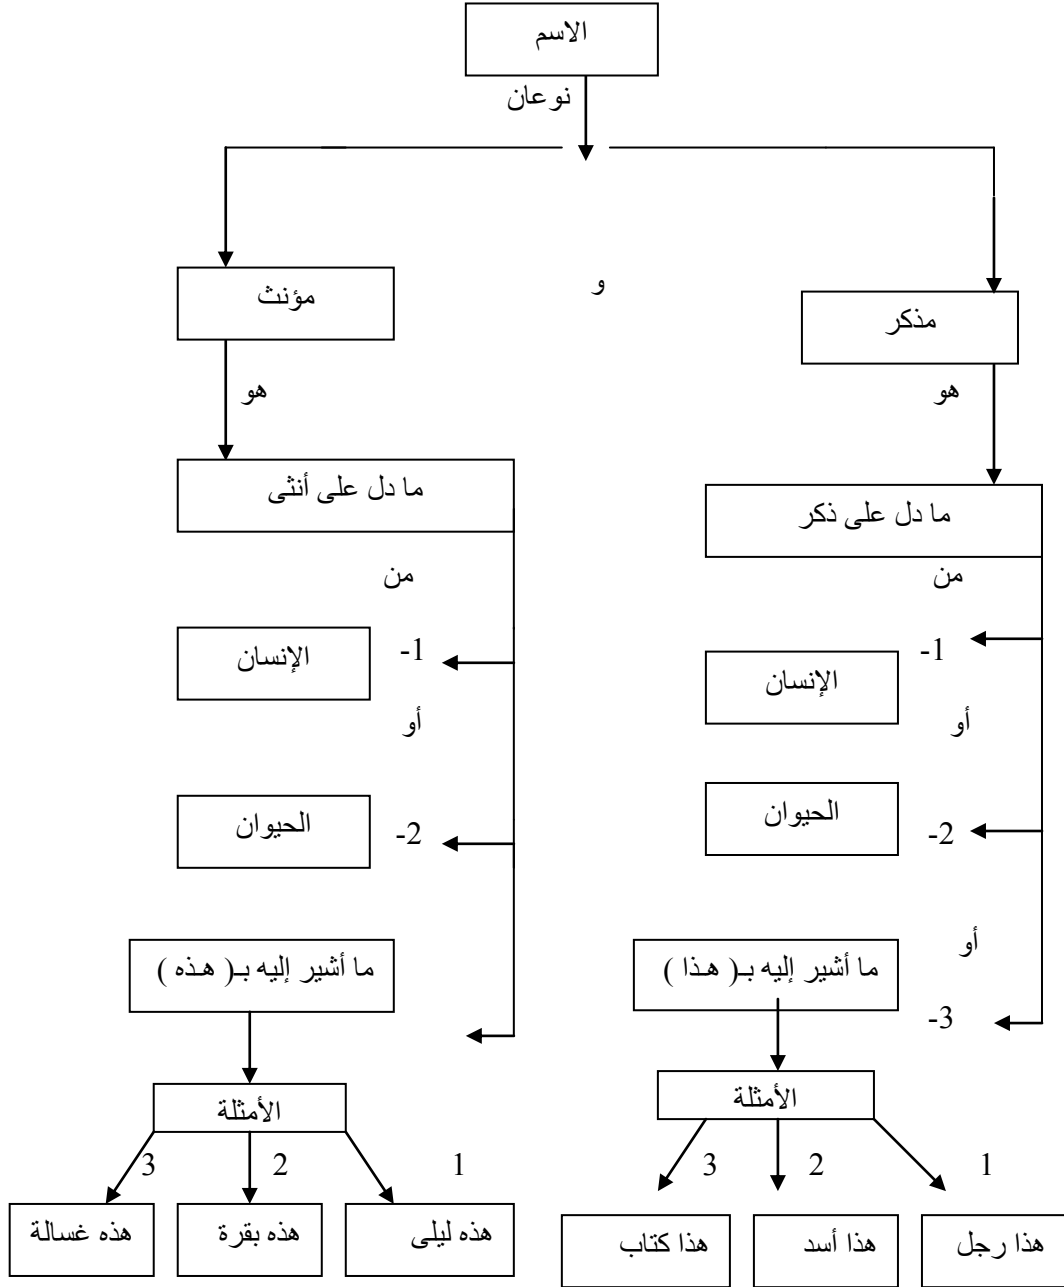 الاسم
نوعان
مذكر
و
مؤنث
هو
هو
ما دل على ذكر
ما دل على أنثى
من
من
-1
الإنسان
-1
الإنسان
أو
أو
-2
الحيوان
-2
الحيوان
أو
ما أشير إليه بـ( هـذا )
ما أشير إليه بـ( هـذه )
-3
الأمثلة
الأمثلة
1 2 3
1 2 3
هذا رجل
هذا أسد
هذا كتاب
هذه ليلى
هذه بقرة
هذه غسالة